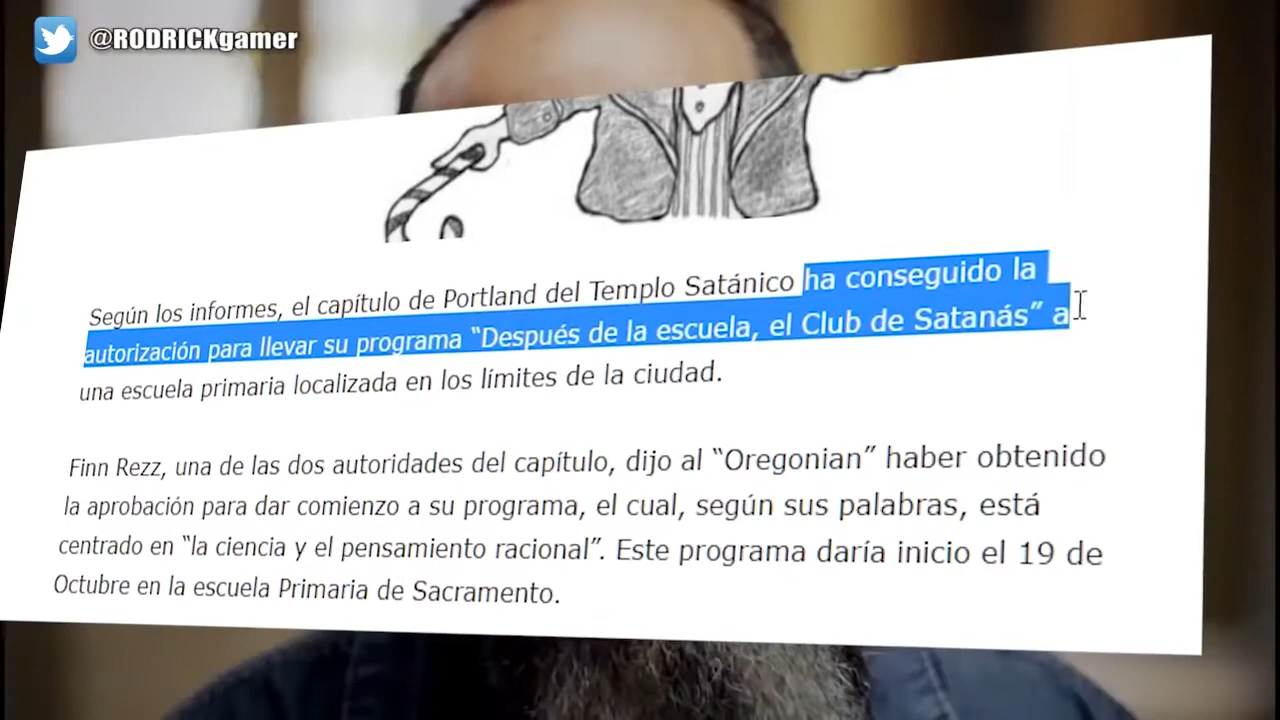 @RODRICKgamer
Según los informes, el capítulo de Portland del Templo Satánico ha conseguido la
autorización para llevar su programa “Después de la escuela, el Club de Satanás” a
una escuela primaria localizada en los límites de la ciudad.
Finn Rezz, una de las dos autoridades del capítulo, dijo al “Oregonian” haber obtenido
la aprobación para dar comienzo a su programa, el cual, según sus palabras, está
centrado en “la ciencia y el pensamiento racional”. Este programa daría inicio el 19 de
Octubre en la escuela Primaria de Sacramento.